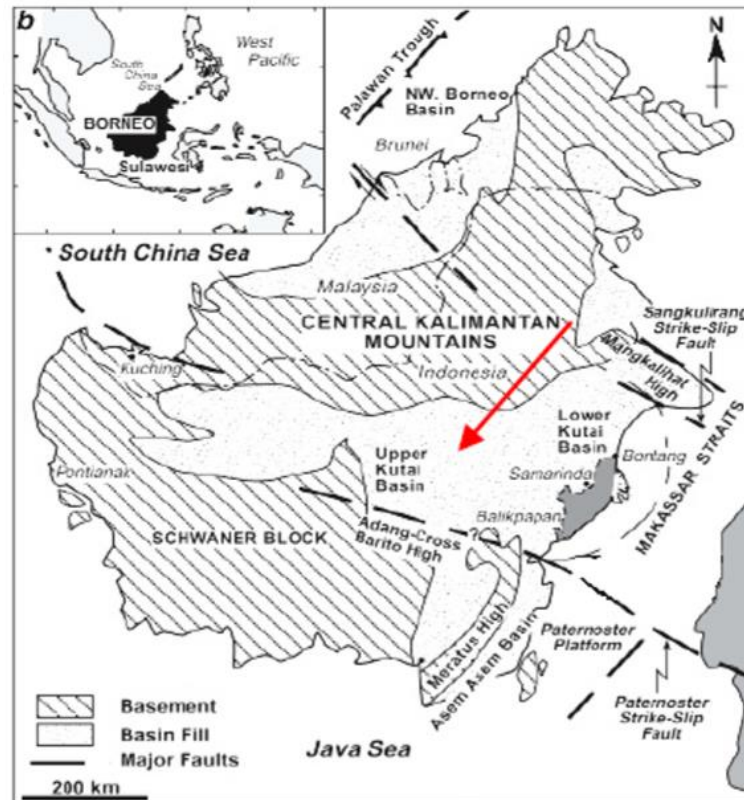 b
West
Pacific
South
China
Sea
BORNEO
Sulawesi
N
Palawan Trough
NW. Borneo
Basin
Brunei
South China Sea
Malaysia
CENTRAL KALIMANTAN
MOUNTAINS
Indonesia
Sangkulirang
Strike-Slip
Fault
Mangkalihat
High
Kuching
Lower
Kutai
Basin
Upper
Kutai
Basin
Samarinda
Bontang
MAKASSAR STRAITS
Pontianak
Balikpapan
SCHWANER BLOCK
Adang-Cross
Barito High
?
Meratus High
Asem Asem Basin
Paternoster
Platform
Paternoster
Strike-Slip
Fault
Basement
Basin Fill
Major Faults
Java Sea
200 km